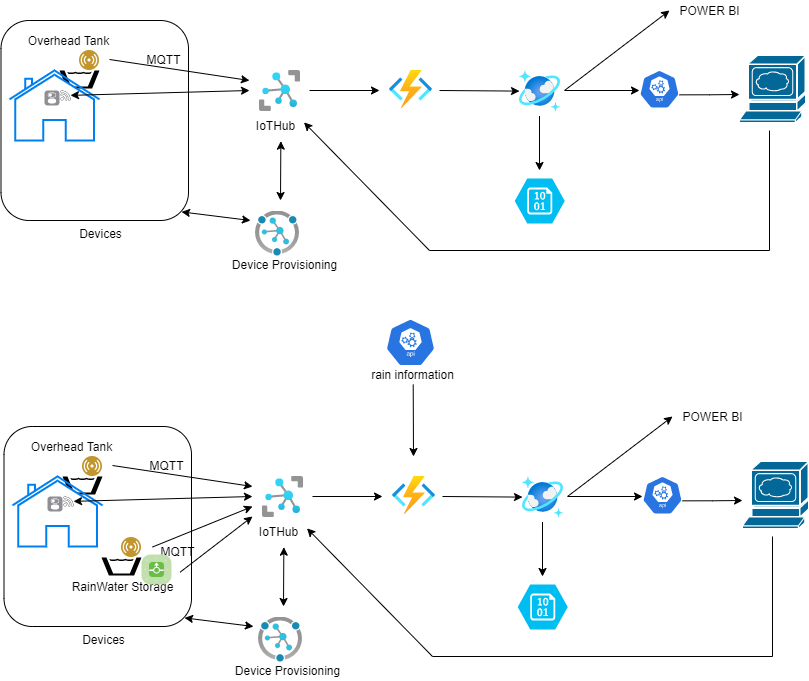 POWER BI
Overhead Tank
MQTT
api
IoTHub
10
01
Devices
Device Provisioning
api
rain information
POWER BI
Overhead Tank
MQTT
api
IoTHub
MQTT
RainWater Storage
10
01
Devices
Device Provisioning